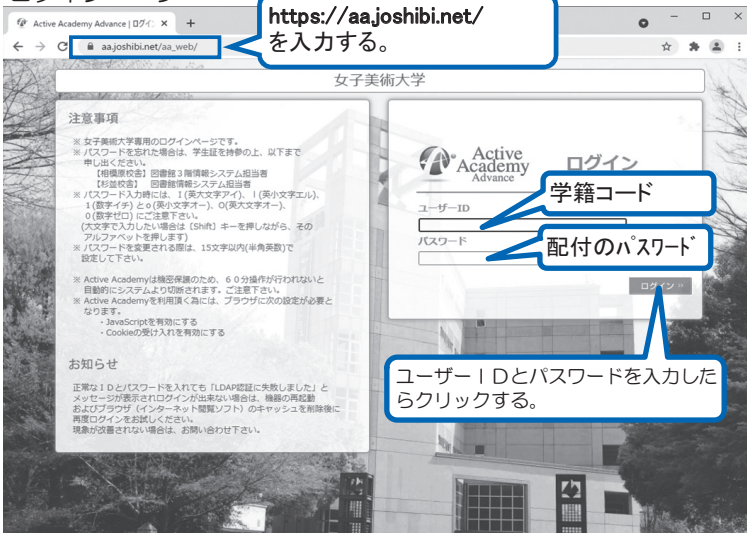 Active Academy Advance | ログイ
https://aa.joshibi.net/
を入力する。
aa.joshibi.net/aa_web/
女子美術大学
注意事項
※ 女子美術大学専用のログインページです。
※ パスワードを忘れた場合は、学生証を持参の上、以下まで
申し出ください。
【相模原校舎】図書館３階情報システム担当者
【杉並校舎】 図書館情報システム担当者
※ パスワード入力時には、I(英大文字アイ)、l(英小文字エル)、
1(数字イチ) とo(英小文字オー)、O(英大文字オー)、
0(数字ゼロ) にご注意下さい。
(大文字で入力したい場合は〔Shift〕キーを押しながら、その
アルファベットを押します)
※ パスワードを変更される際は、15文字以内(半角英数)で
設定して下さい。
※ Active Academyは機密保護のため、６０分操作が行われないと
自動的にシステムより切断されます。ご注意下さい。
※ Active Academyを利用頂く為には、ブラウザに次の設定が必要と
なります。
・JavaScriptを有効にする
・Cookieの受け入れを有効にする
お知らせ
正常なＩＤとパスワードを入れても「LDAP認証に失敗しました」と
メッセージが表示されログインが出来ない場合は、機器の再起動
およびブラウザ（インターネット閲覧ソフト）のキャッシュを削除後に
再度ログインをお試しください。
現象が改善されない場合は、お問い合わせ下さい。
Active
Academy
Advance
ログイン
学籍コード
ユーザーID
パスワード
配付のパスワード
ログイン »
ユーザーＩＤとパスワードを入力した
らクリックする。